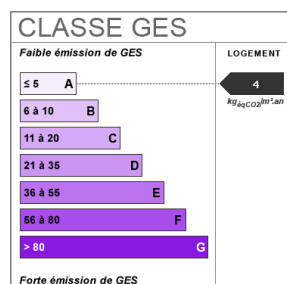 CLASSE GES
Faible émission de GES
LOGEMENT
≤ 5 A
4
kgéqCO2/m².an
6 à 10 B
11 à 20 C
21 à 35 D
36 à 55 E
56 à 80 F
> 80 G
Forte émission de GES